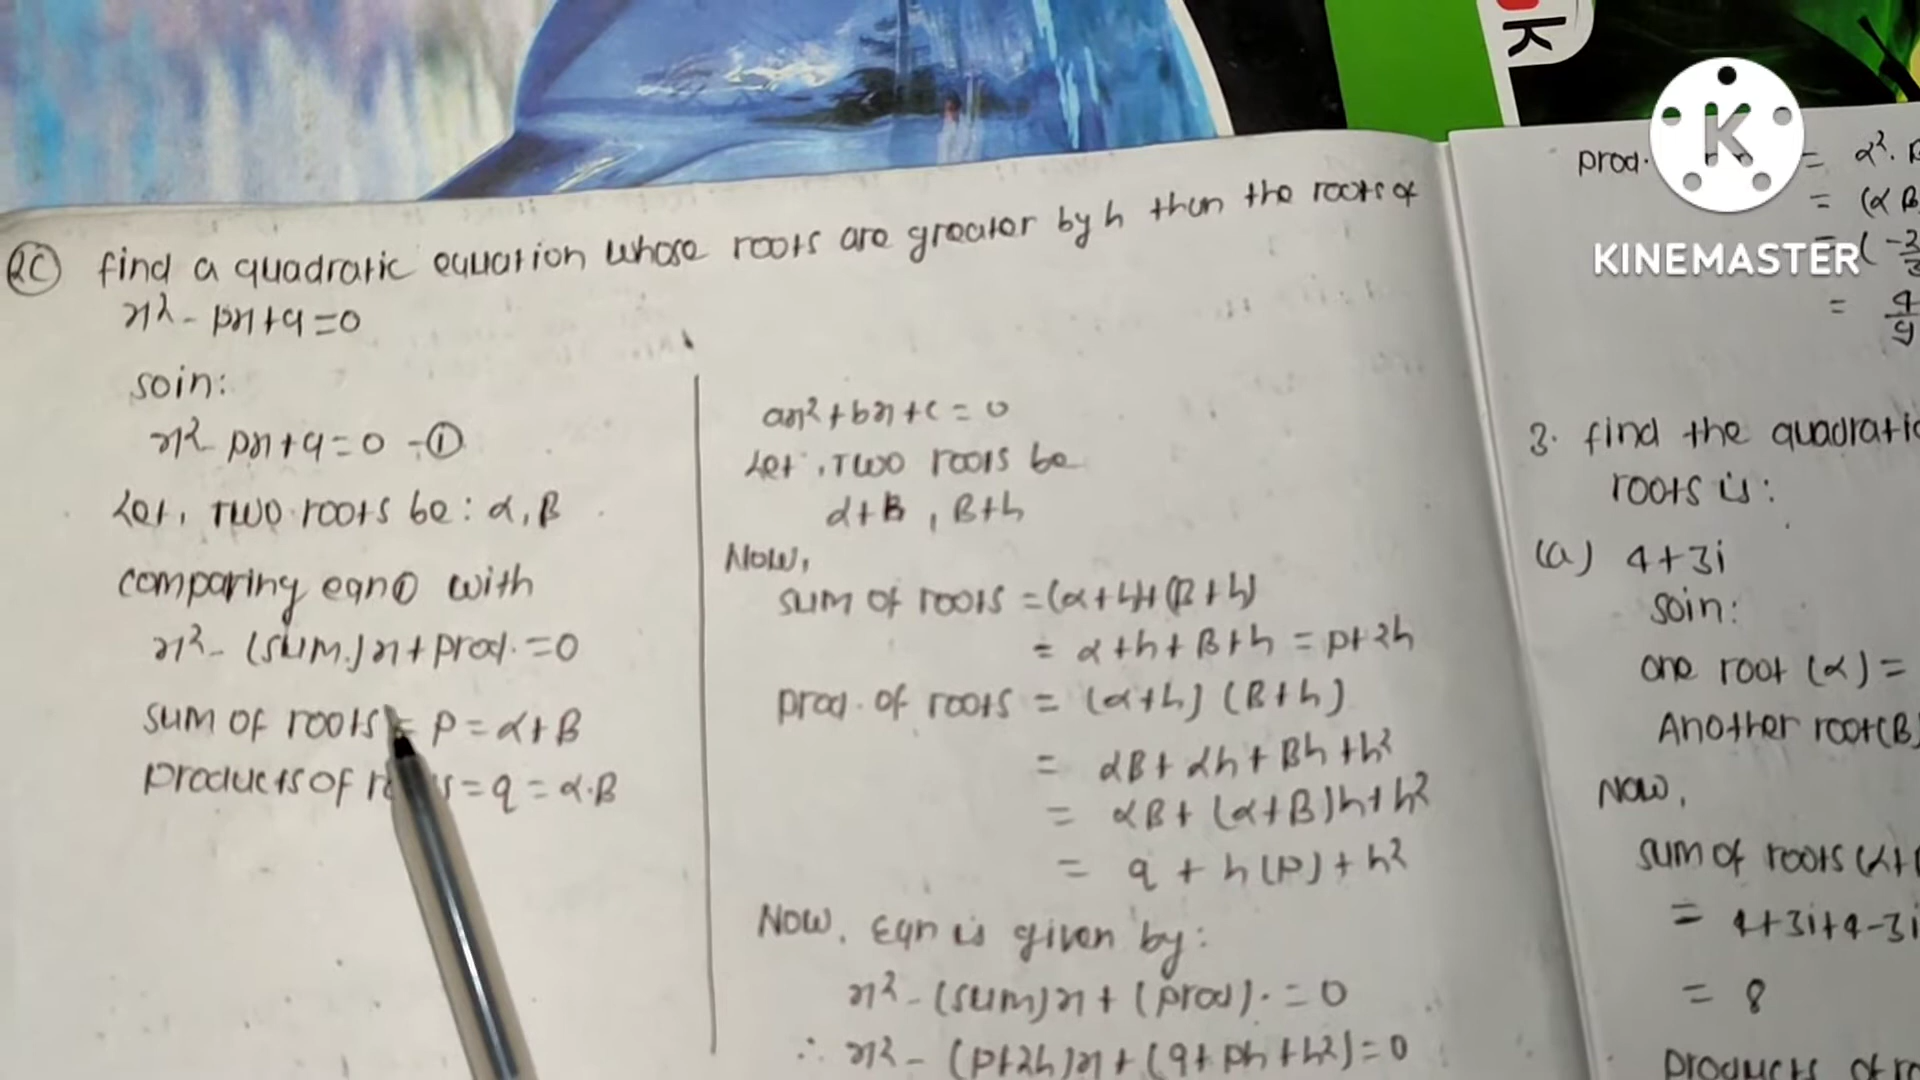 k
K
KINEMASTER
2C) find a quadratic equation whose roots are greater by h than the roots of
x² - px + q = 0
soln:
x² px + q = 0 -①
Let, Two roots be: α, β
comparing eqn① with
x² - (sum.)x + prod. = 0
sum of roots = p = α+β
products of = q = α.β
ax² + bx + c = 0
Let, Two roots be
α+β, β+h
Now,
sum of roots = (α+h)+(β+h)
= α+h+β+h = p+2h
prod. of roots = (α+h) (β+h)
= αβ + αh + βh + h²
= αβ + (α+β)h + h²
= q + h(p) + h²
Now, Eqn is given by:
x² - (sum)x + (prod). = 0
∴ x² - (p+2h)x + (q+ph+h²) = 0
prod.
= α². β
= (αβ
= 4/9
3. find the quadratic
roots is:
(a) 4+3i
soln:
one root (α) =
Another root(β)
Now,
sum of roots (α+
= 4+3i+4-3i
= 8
products of